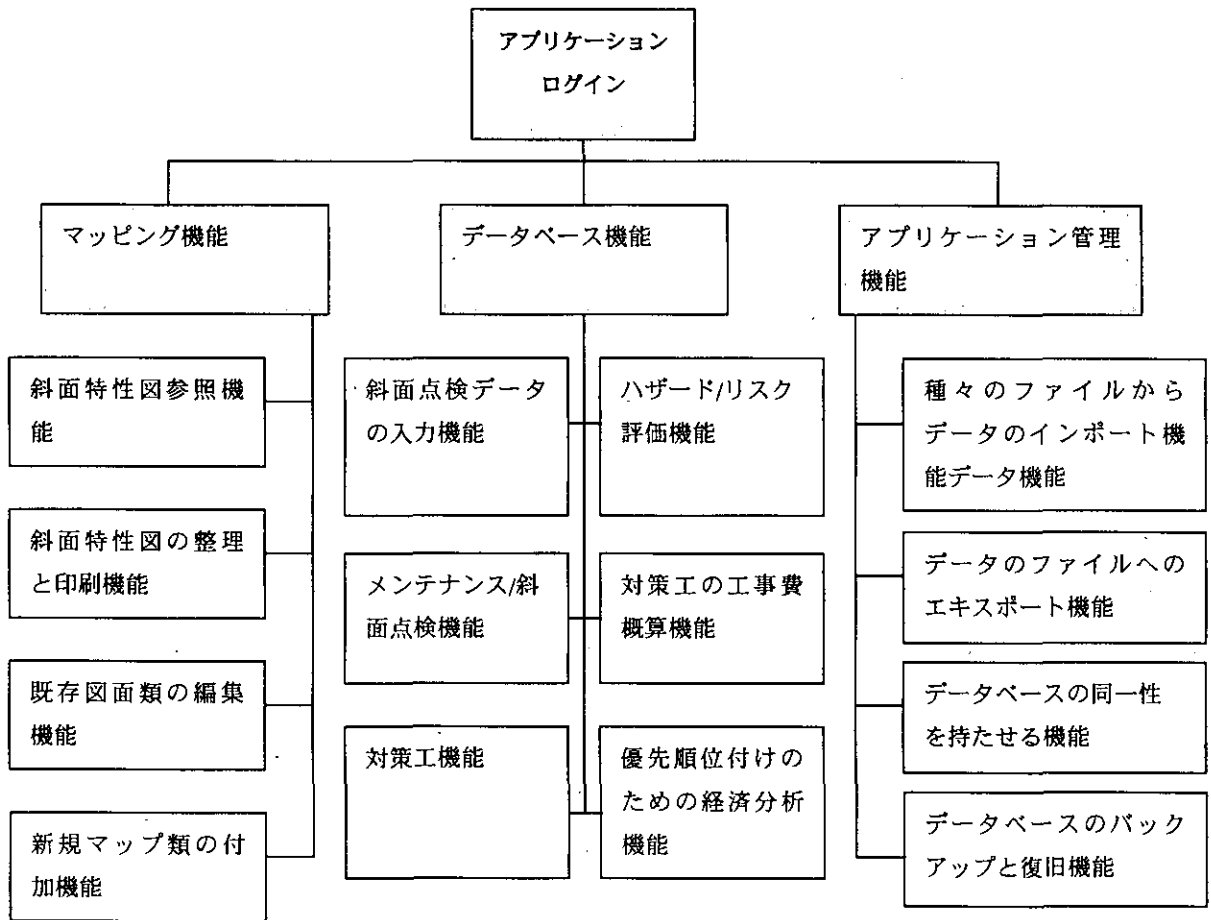 アプリケーション
ログイン
マッピング機能
データベース機能
アプリケーション管理
機能
斜面特性図参照機
能
斜面特性図の整理
と印刷機能
既存図面類の編集
機能
新規マップ類の付
加機能
斜面点検データ
の入力機能
ハザード/リスク
評価機能
メンテナンス/斜
面点検機能
対策工の工事費
概算機能
対策工機能
優先順位付けの
ための経済分析
機能
種々のファイルから
データのインポート機
能データ機能
データのファイルへの
エキスポート機能
データベースの同一性
を持たせる機能
データベースのバック
アップと復旧機能